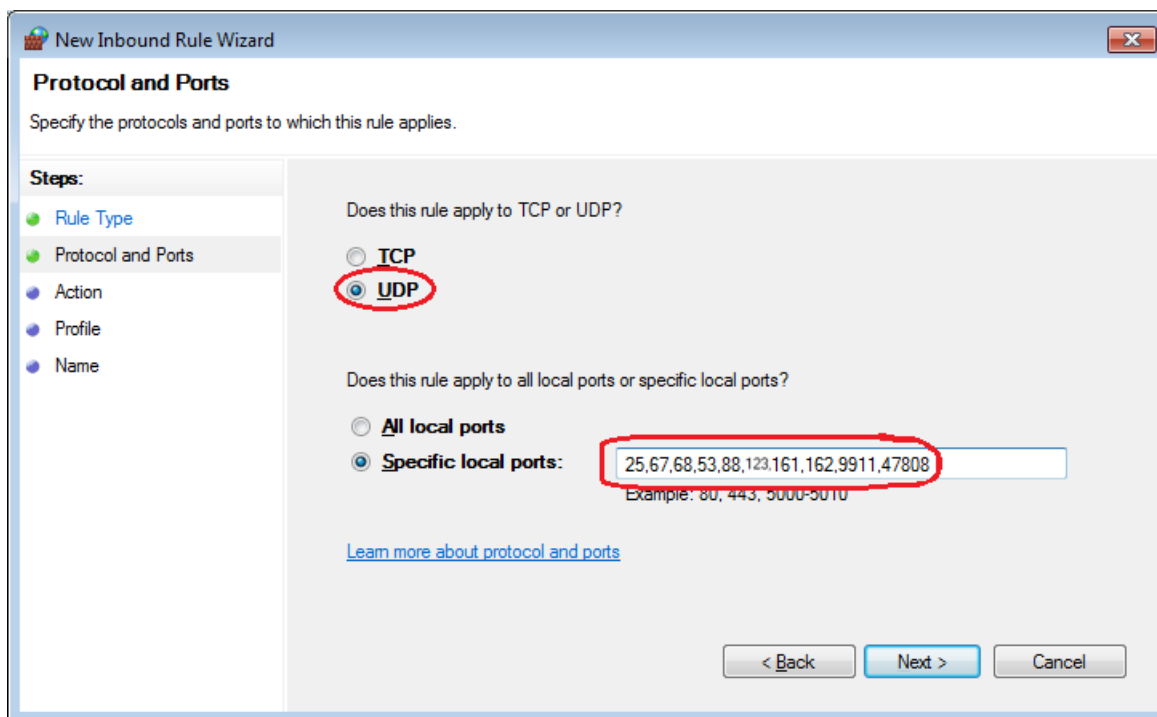 New Inbound Rule Wizard
Protocol and Ports
Specify the protocols and ports to which this rule applies.
Steps:
Rule Type
Protocol and Ports
Action
Profile
Name
Does this rule apply to TCP or UDP?
TCP
UDP
Does this rule apply to all local ports or specific local ports?
All local ports
Specific local ports: 25,67,68,53,88,123,161,162,9911,47808
Example: 80, 443, 5000-5010
Learn more about protocol and ports
< Back Next > Cancel